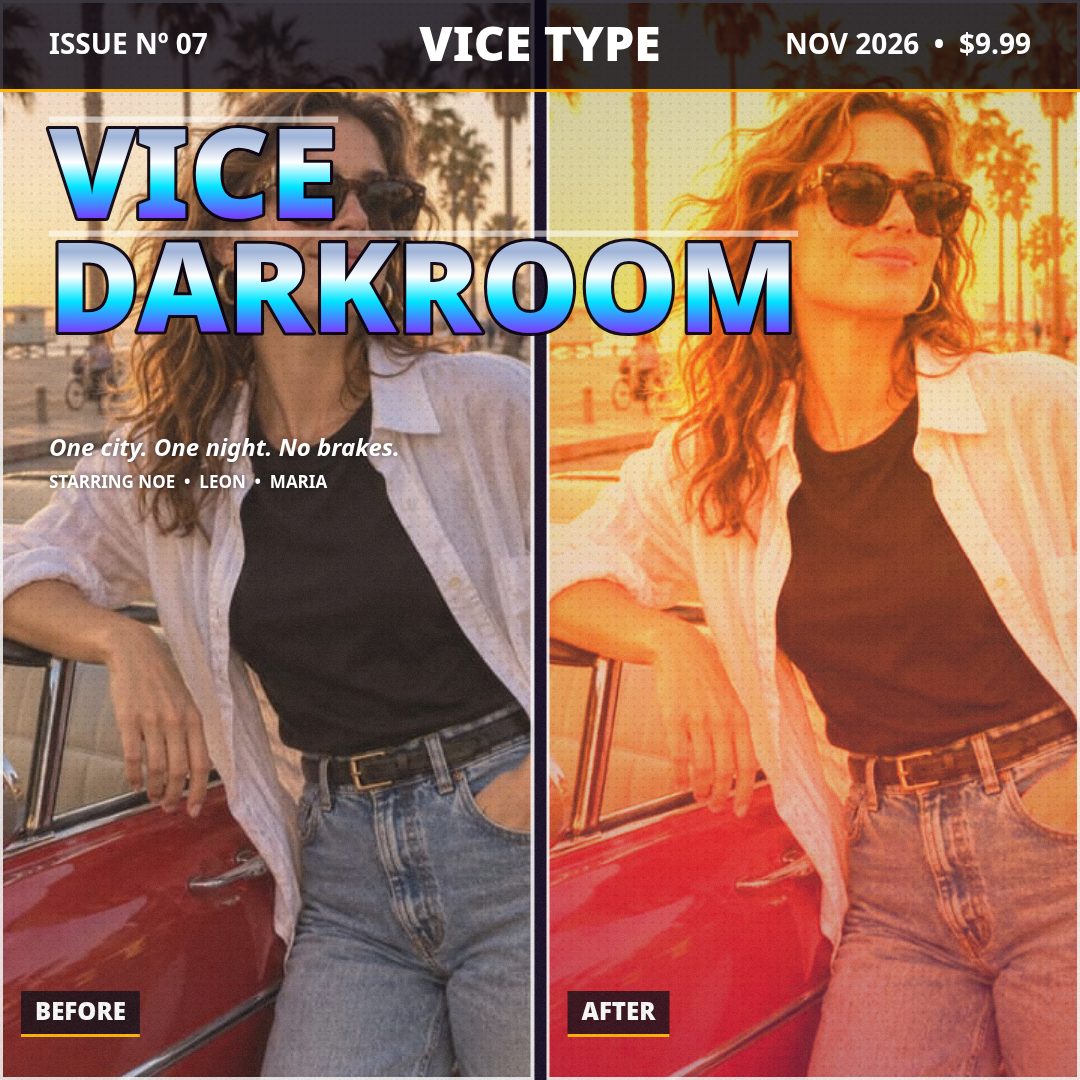 ISSUE Nº 07
VICE TYPE
NOV 2026 • $9.99
VICE
DARKROOM
One city. One night. No brakes.
STARRING NOE • LEON • MARIA
BEFORE
AFTER